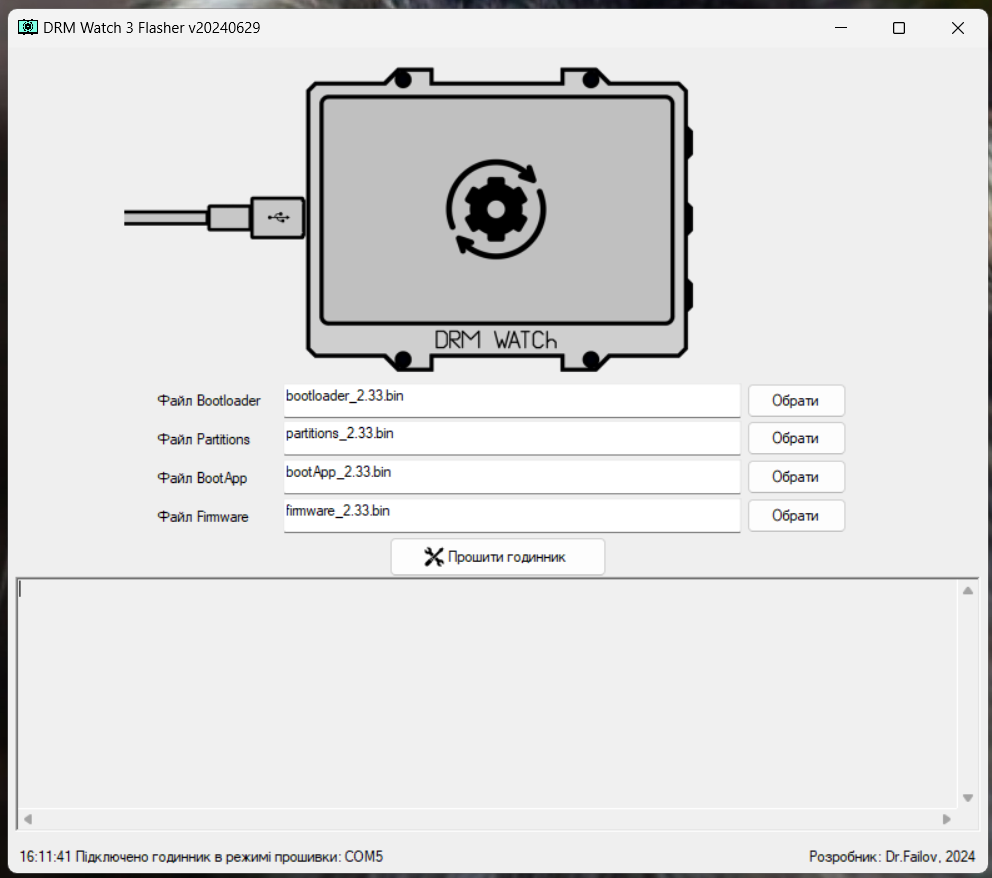 DRM Watch 3 Flasher v20240629
DRM WATCh
Файл Bootloader bootloader_2.33.bin Обрати
Файл Partitions partitions_2.33.bin Обрати
Файл BootApp bootApp_2.33.bin Обрати
Файл Firmware firmware_2.33.bin Обрати
Прошити годинник
16:11:41 Підключено годинник в режимі прошивки: COM5 Розробник: Dr.Failov, 2024